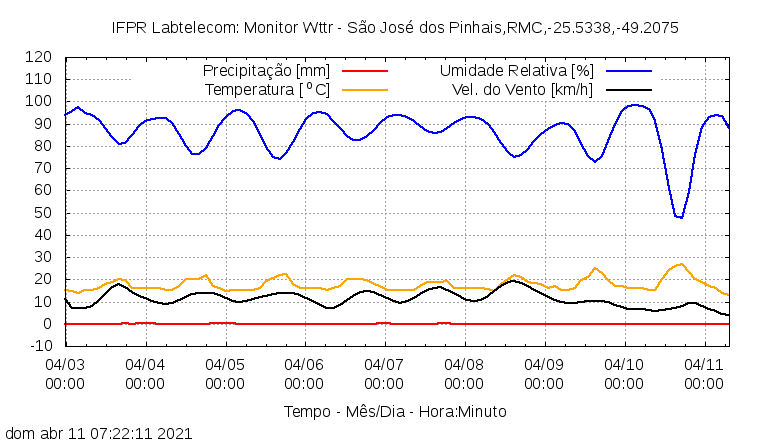 IFPR Labtelecom: Monitor Wttr - São José dos Pinhais,RMC,-25.5338,-49.2075
120
110
100
90
80
70
60
50
40
30
20
10
0
-10
Precipitação [mm]
Temperatura [⁰C]
Umidade Relativa [%]
Vel. do Vento [km/h]
04/03 04/04 04/05 04/06 04/07 04/08 04/09 04/10 04/11
00:00 00:00 00:00 00:00 00:00 00:00 00:00 00:00 00:00
Tempo - Mês/Dia - Hora:Minuto
dom abr 11 07:22:11 2021